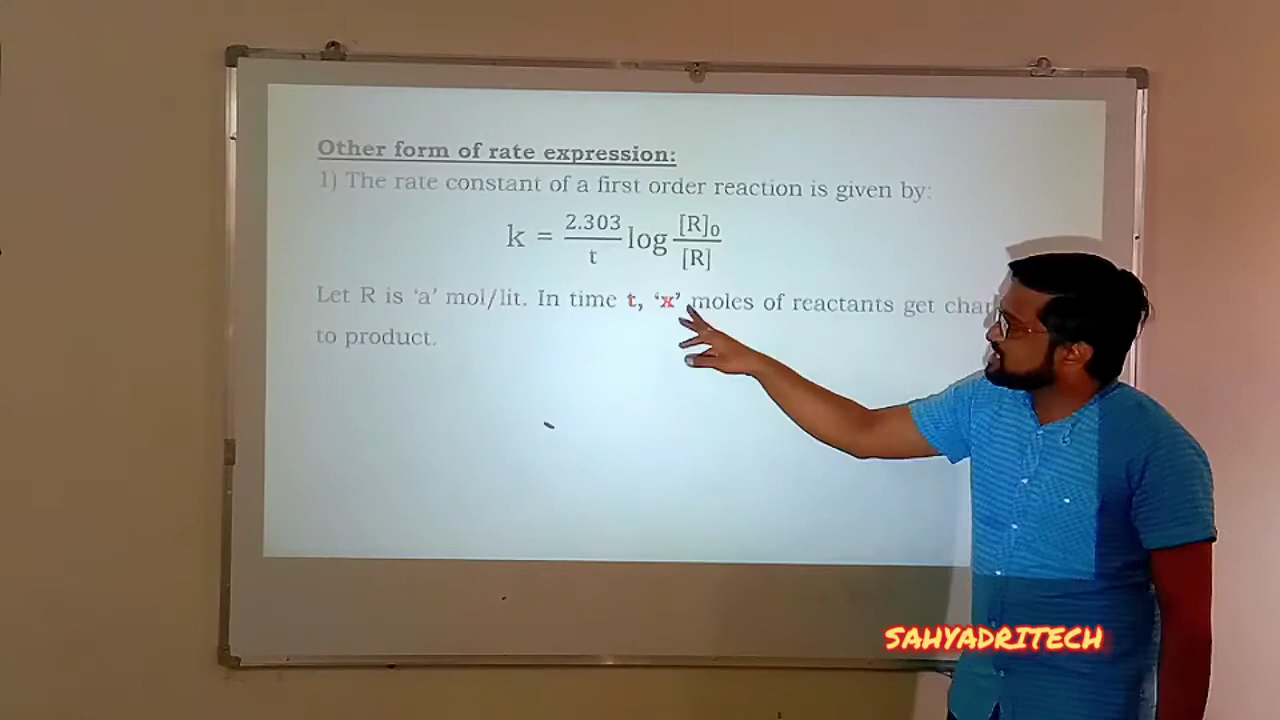 Other form of rate expression:
1) The rate constant of a first order reaction is given by:
k = 2.303/t log [R]₀/[R]
Let R is ‘a’ mol/lit. In time t, ‘x’ moles of reactants get
to product.
SAHYADRITECH